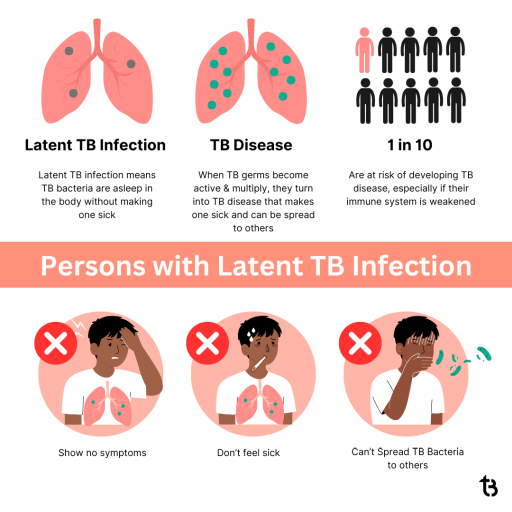 Latent TB Infection
Latent TB infection means
TB bacteria are asleep in
the body without making
one sick
TB Disease
When TB germs become
active & multiply, they turn
into TB disease that makes
one sick and can be spread
to others
1 in 10
Are at risk of developing TB
disease, especially if their
immune system is weakened
Persons with Latent TB Infection
Show no symptoms
Don't feel sick
Can't Spread TB Bacteria
to others
tB